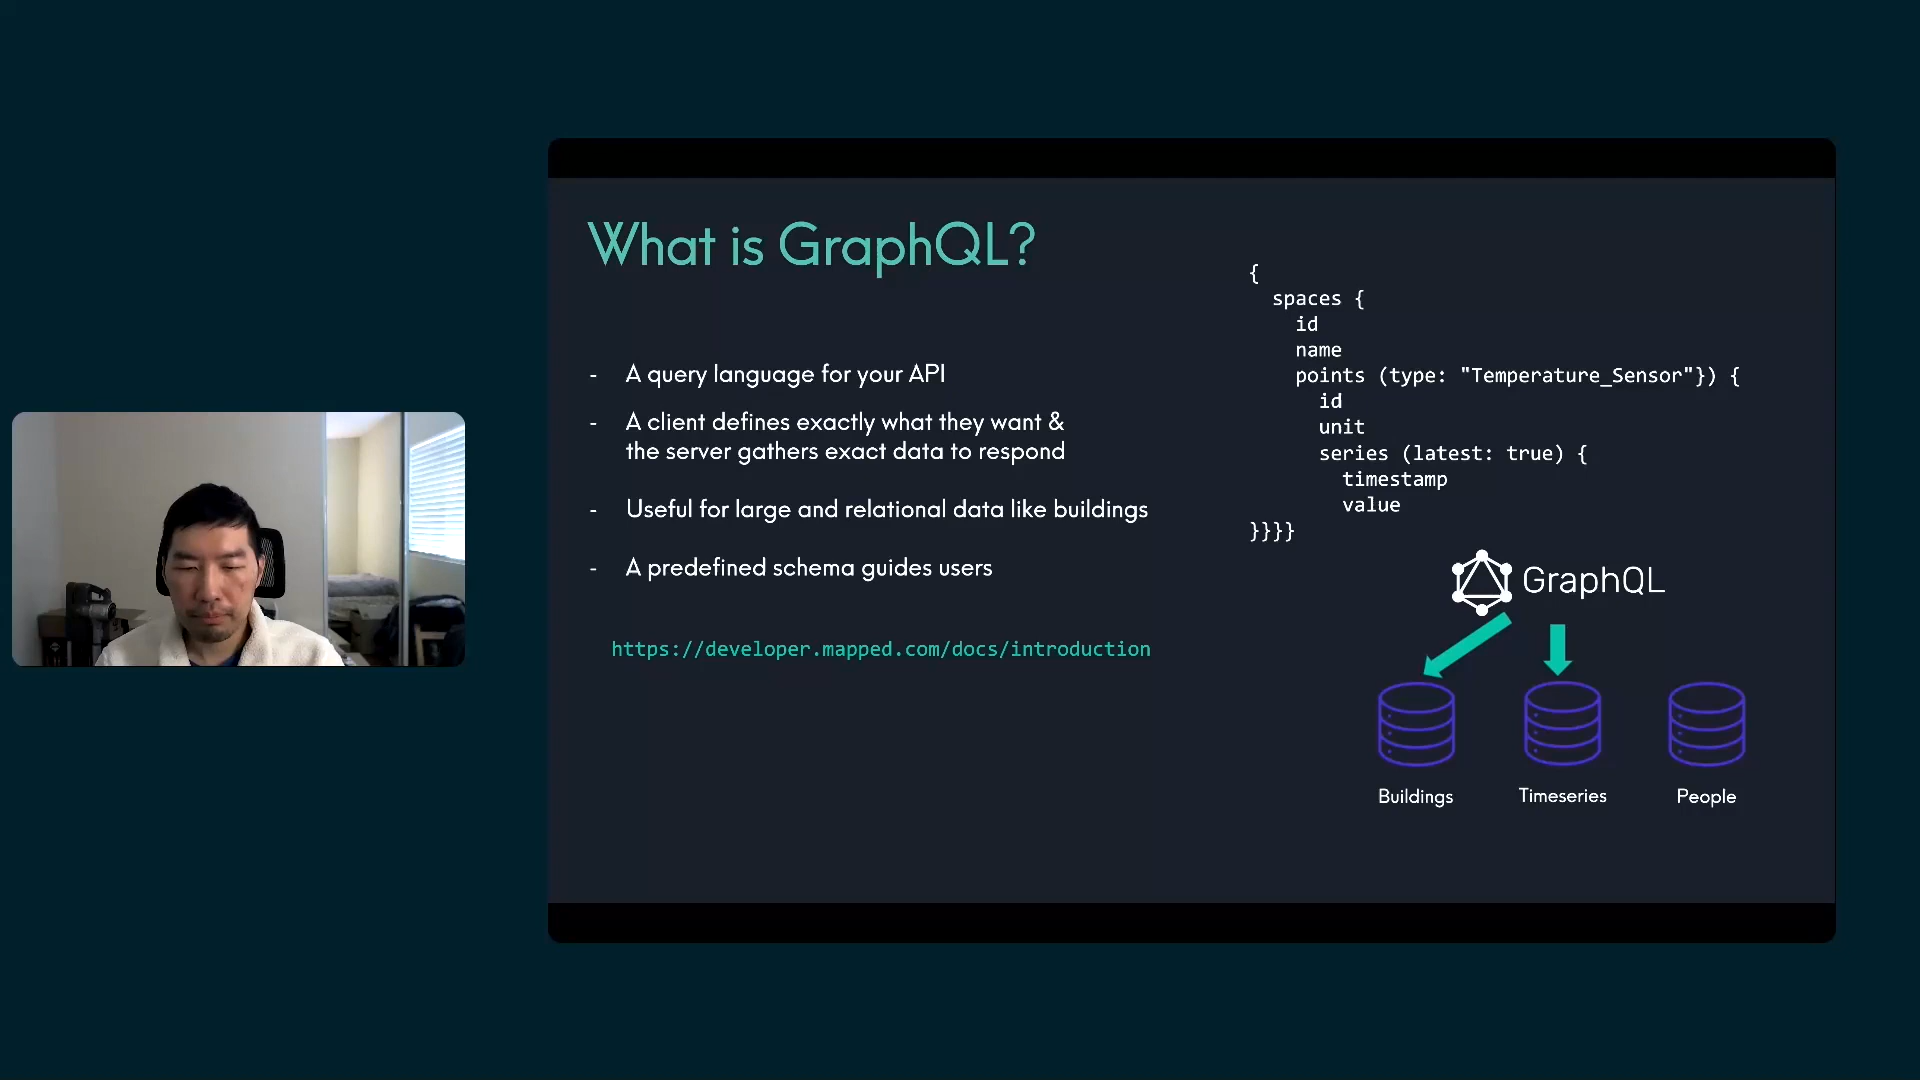 What is GraphQL?
- A query language for your API
- A client defines exactly what they want &
the server gathers exact data to respond
- Useful for large and relational data like buildings
- A predefined schema guides users
https://developer.mapped.com/docs/introduction
{
spaces {
id
name
points (type: "Temperature_Sensor"}) {
id
unit
series (latest: true) {
timestamp
value
}}}}
GraphQL
Buildings
Timeseries
People